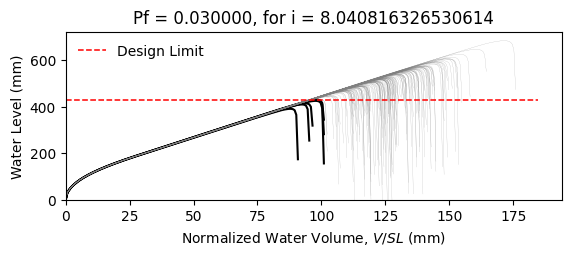 Pf = 0.030000, for i = 8.040816326530614
Design Limit
Water Level (mm)
600
400
200
0
0 25 50 75 100 125 150 175
Normalized Water Volume, V/SL (mm)